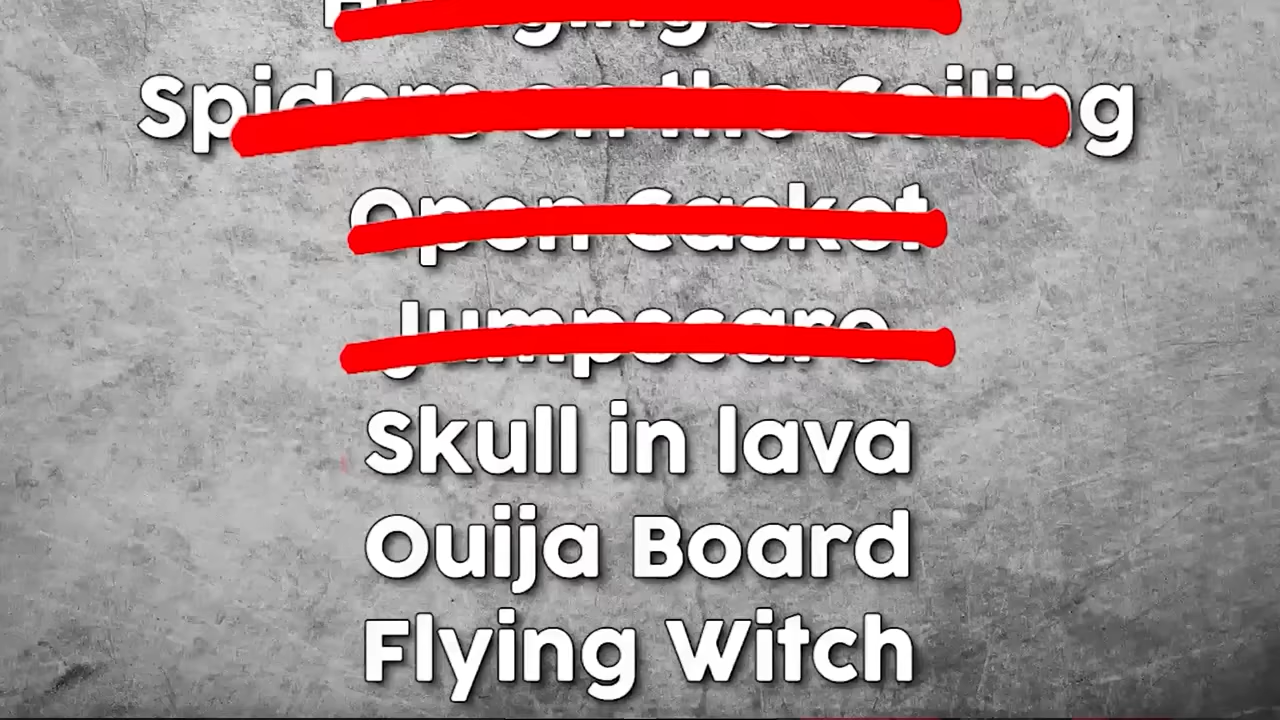 Spiders on the Ceiling
Open Casket
Jumpscare
Skull in lava
Ouija Board
Flying Witch